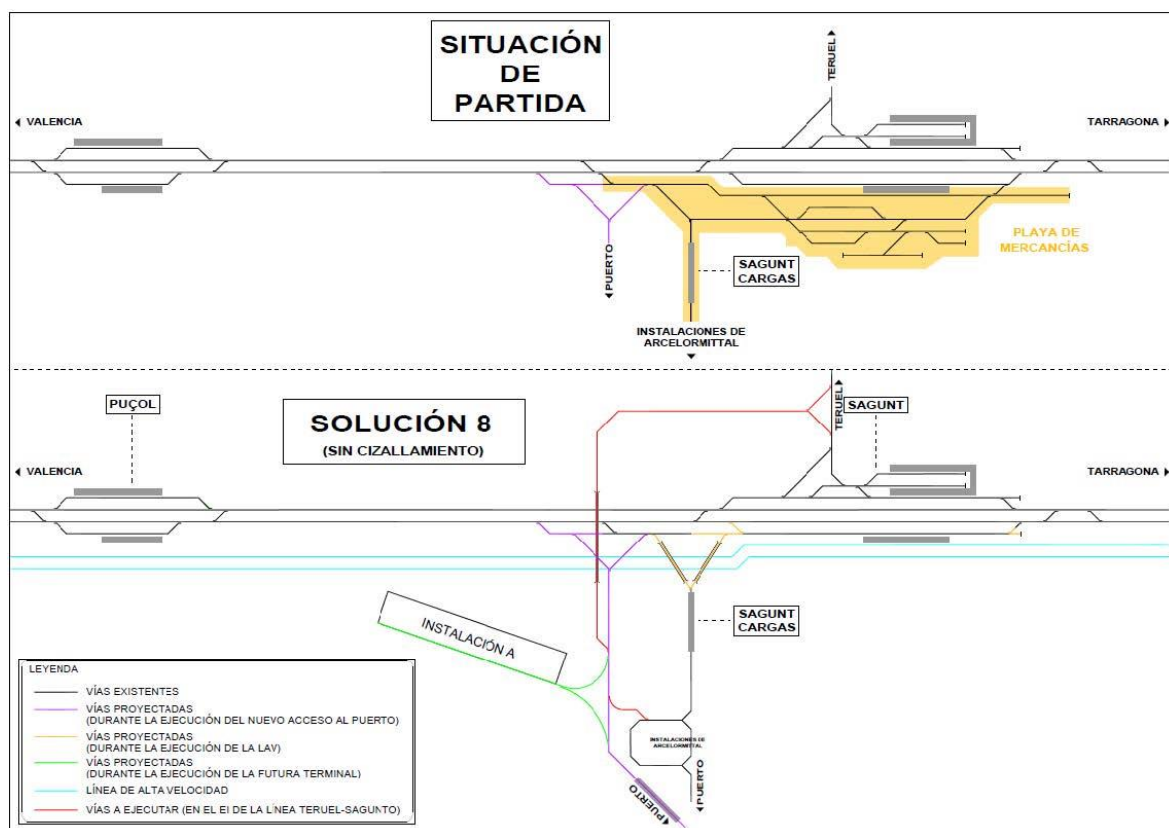 SITUACIÓN
DE
PARTIDA
TERUEL
VALENCIA
TARRAGONA
PLAYA DE
MERCANCÍAS
PUERTO
SAGUNT
CARGAS
INSTALACIONES DE
ARCELORMITTAL
PUÇOL
SOLUCIÓN 8
(SIN CIZALLAMIENTO)
TERUEL
SAGUNT
VALENCIA
TARRAGONA
INSTALACIÓN A
SAGUNT
CARGAS
LEYENDA
VÍAS EXISTENTES
VÍAS PROYECTADAS
(DURANTE LA EJECUCIÓN DEL NUEVO ACCESO AL PUERTO)
VÍAS PROYECTADAS
(DURANTE LA EJECUCIÓN DE LA LAV)
VÍAS PROYECTADAS
(DURANTE LA EJECUCIÓN DE LA FUTURA TERMINAL)
LÍNEA DE ALTA VELOCIDAD
VÍAS A EJECUTAR (EN EL EI DE LA LÍNEA TERUEL-SAGUNTO)
INSTALACIONES DE
ARCELORMITTAL
PUERTO
PUERTO